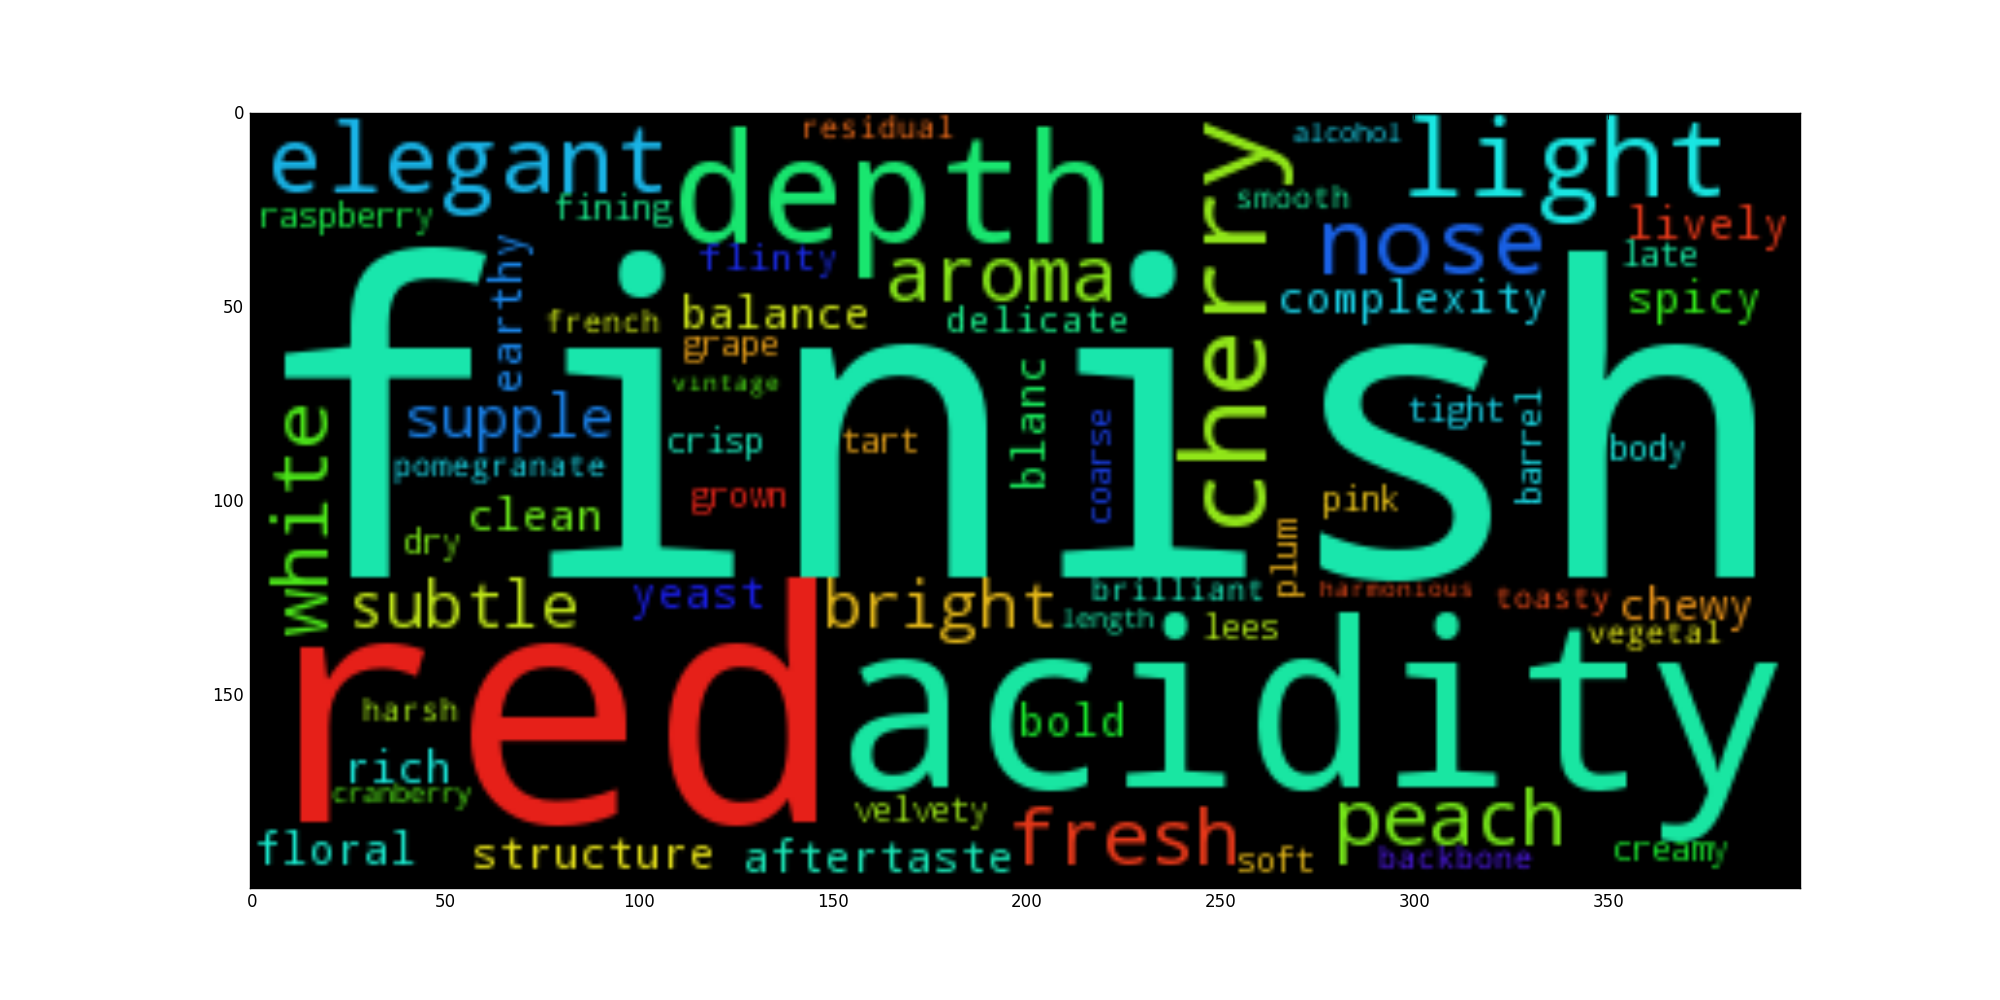 0
residual
alcohol
elegant
depth
cherry
light
raspberry
fining
smooth
lively
earthy
flinty
aroma
nose
late
50
french
balance
delicate
complexity
spicy
grape
finish
vintage
blanc
white
supple
crisp
tart
coarse
tight
barrel
body
pomegranate
100
clean
grown
pink
dry
plum
subtle
yeast
bright
brilliant
harmonious
toasty
chewy
length
lees
vegetal
150
red
acidity
harsh
bold
rich
cranberry
velvety
fresh
peach
floral
structure
aftertaste
soft
backbone
creamy
0 50 100 150 200 250 300 350